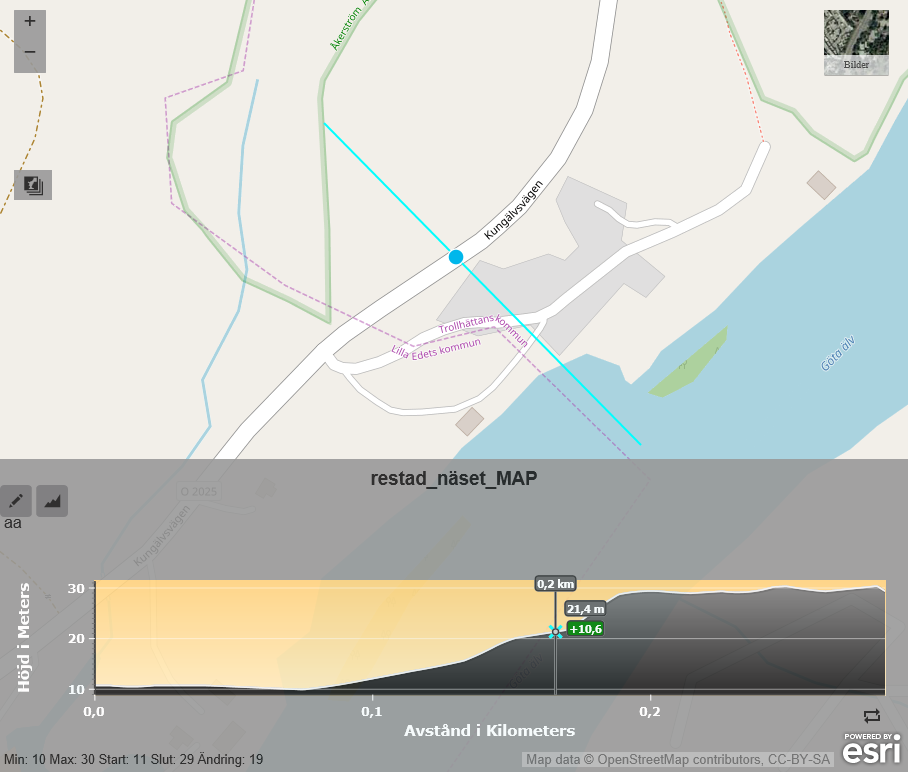 +
−
Åkerström
Bilder
Kungälvsvägen
Trollhättans kommun
Lilla Edets kommun
Göta älv
restad_näset_MAP
O 2025
aa
Kungälvsvägen
0,2 km
30
21,4 m
+10,6
20
10
Höjd i Meters
0,0
0,1
0,2
Avstånd i Kilometers
POWERED BY
esri
Min: 10 Max: 30 Start: 11 Slut: 29 Ändring: 19
Map data © OpenStreetMap contributors, CC-BY-SA